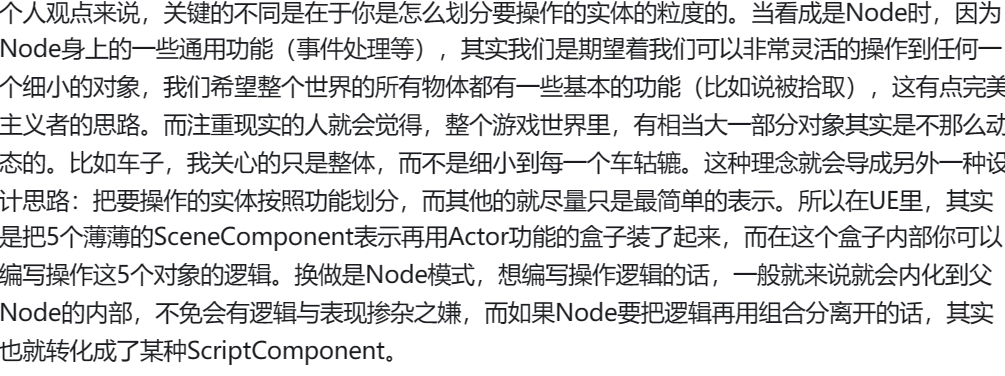 个人观点来说，关键的不同是在于你是怎么划分要操作的实体的粒度的。当看成是Node时，因为
Node身上的一些通用功能（事件处理等），其实我们是期望着我们可以非常灵活的操作到任何一
个细小的对象，我们希望整个世界的所有物体都有一些基本的功能（比如说被拾取），这有点完美
主义者的思路。而注重现实的人就会觉得，整个游戏世界里，有相当大一部分对象其实是不那么动
态的。比如车子，我关心的只是整体，而不是细小到每一个车轱辘。这种理念就会导成另外一种设
计思路：把要操作的实体按照功能划分，而其他的就尽量只是最简单的表示。所以在UE里，其实
是把5个薄薄的SceneComponent表示再用Actor功能的盒子装了起来，而在这个盒子内部你可以
编写操作这5个对象的逻辑。换做是Node模式，想编写操作逻辑的话，一般就来说就会内化到父
Node的内部，不免会有逻辑与表现掺杂之嫌，而如果Node要把逻辑再用组合分离开的话，其实
也就转化成了某种ScriptComponent。